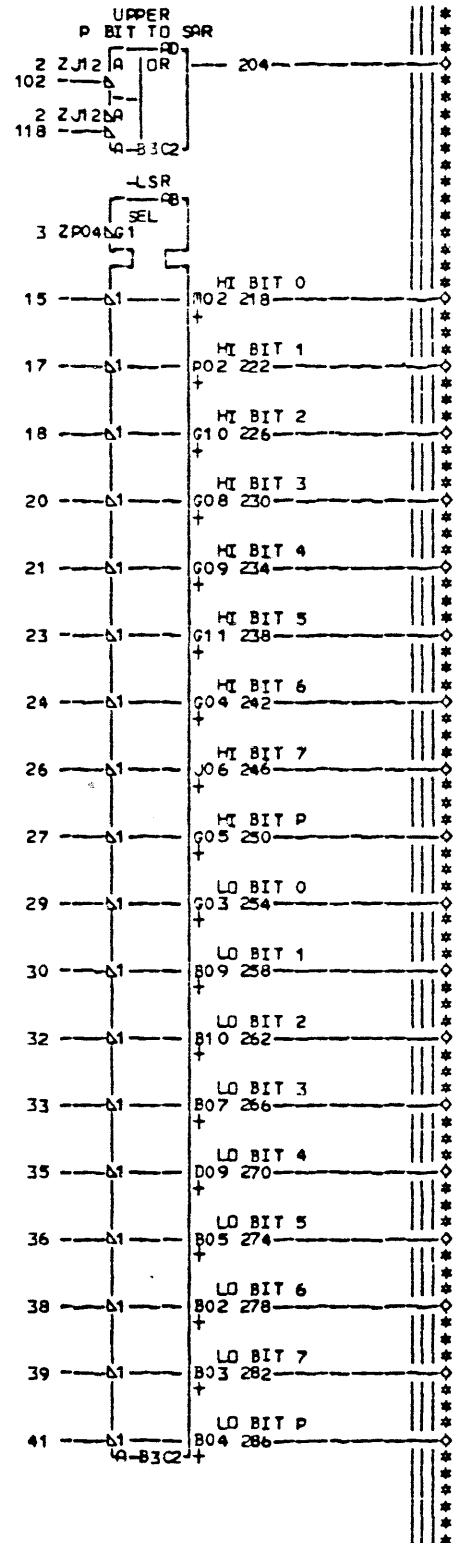 UPPER
P BIT TO SAR
AD
2 ZJ12 A OR 204
102
2 ZJ12 A
118
A-B3C2
-LSR
AB
SEL
3 ZP04 G1
HI BIT 0
15 1 M02 218
+
HI BIT 1
17 1 P02 222
+
HI BIT 2
18 1 G10 226
+
HI BIT 3
20 1 G08 230
+
HI BIT 4
21 1 G09 234
+
HI BIT 5
23 1 G11 238
+
HI BIT 6
24 1 G04 242
+
HI BIT 7
26 1 J06 246
+
HI BIT P
27 1 G05 250
+
LO BIT 0
29 1 G03 254
+
LO BIT 1
30 1 B09 258
+
LO BIT 2
32 1 B10 262
+
LO BIT 3
33 1 B07 266
+
LO BIT 4
35 1 D09 270
+
LO BIT 5
36 1 B05 274
+
LO BIT 6
38 1 B02 278
+
LO BIT 7
39 1 B03 282
+
LO BIT P
41 1 B04 286
A-B3C2 +